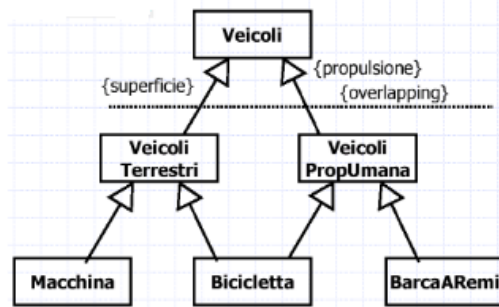 Veicoli
{superficie}
{propulsione}
{overlapping}
Veicoli
Terrestri
Veicoli
PropUmana
Macchina
Bicicletta
BarcaARemi